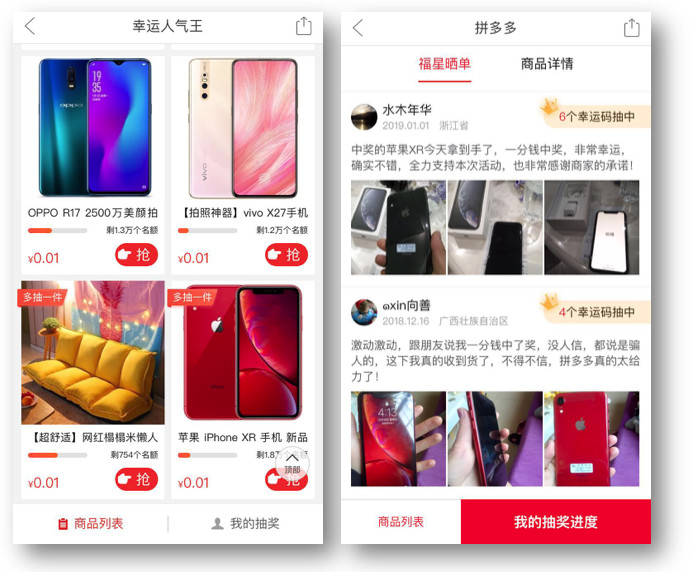 幸运人气王
oppo
19
35
vivo
OPPO R17 2500万美颜拍
剩1.3万个名额
¥0.01
抢
【拍照神器】vivo X27手机
剩1.2万个名额
¥0.01
抢
多抽一件
【超舒适】网红榻榻米懒人
剩754个名额
¥0.01
抢
多抽一件
苹果 iPhone XR 手机 新品
剩1.8万
¥0.01
抢
顶部
商品列表
我的抽奖
拼多多
福星晒单
商品详情
水木年华
2019.01.01 浙江省
6个幸运码抽中
中奖的苹果XR今天拿到手了，一分钱中奖，非常幸运，
确实不错，全力支持本次活动，也非常感谢商家的承诺！
ɷxin向善
2018.12.16 广西壮族自治区
4个幸运码抽中
激动激动，跟朋友说我一分钱中了奖，没人信，都说是骗
人的，这下我真的收到货了，不得不信，拼多多真的太给
力了！
4:13
商品列表
我的抽奖进度